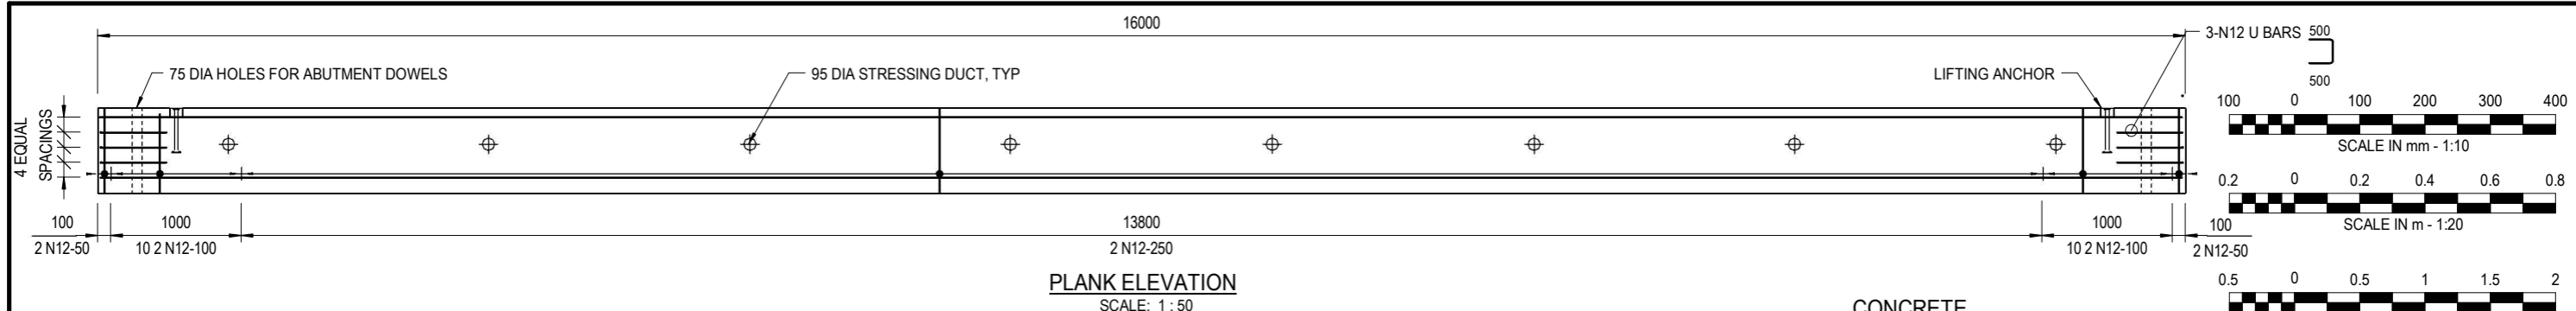 16000
3-N12 U BARS
500
500
75 DIA HOLES FOR ABUTMENT DOWELS
95 DIA STRESSING DUCT, TYP
LIFTING ANCHOR
4 EQUAL
SPACINGS
100 0 100 200 300 400
SCALE IN mm - 1:10
0.2 0 0.2 0.4 0.6 0.8
SCALE IN m - 1:20
100 1000 13800 1000 100
2 N12-50 10 2 N12-100 2 N12-250 10 2 N12-100 2 N12-50
PLANK ELEVATION
SCALE: 1 : 50
0.5 0 0.5 1 1.5 2
CONCRETE